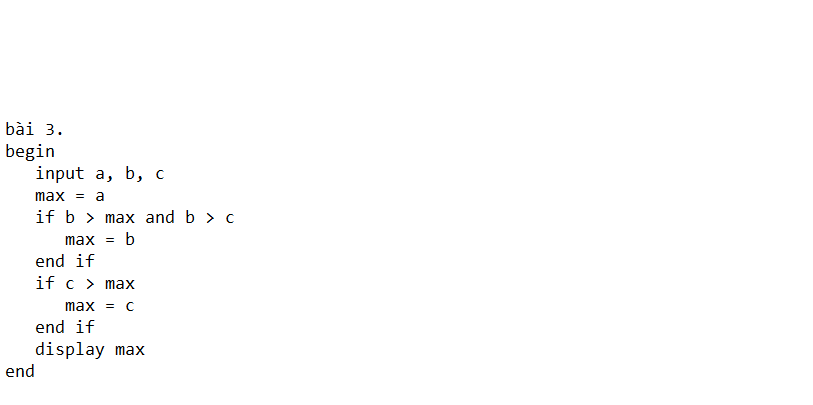 bài 3.
begin
   input a, b, c
   max = a
   if b > max and b > c
      max = b
   end if
   if c > max
      max = c
   end if
   display max
end